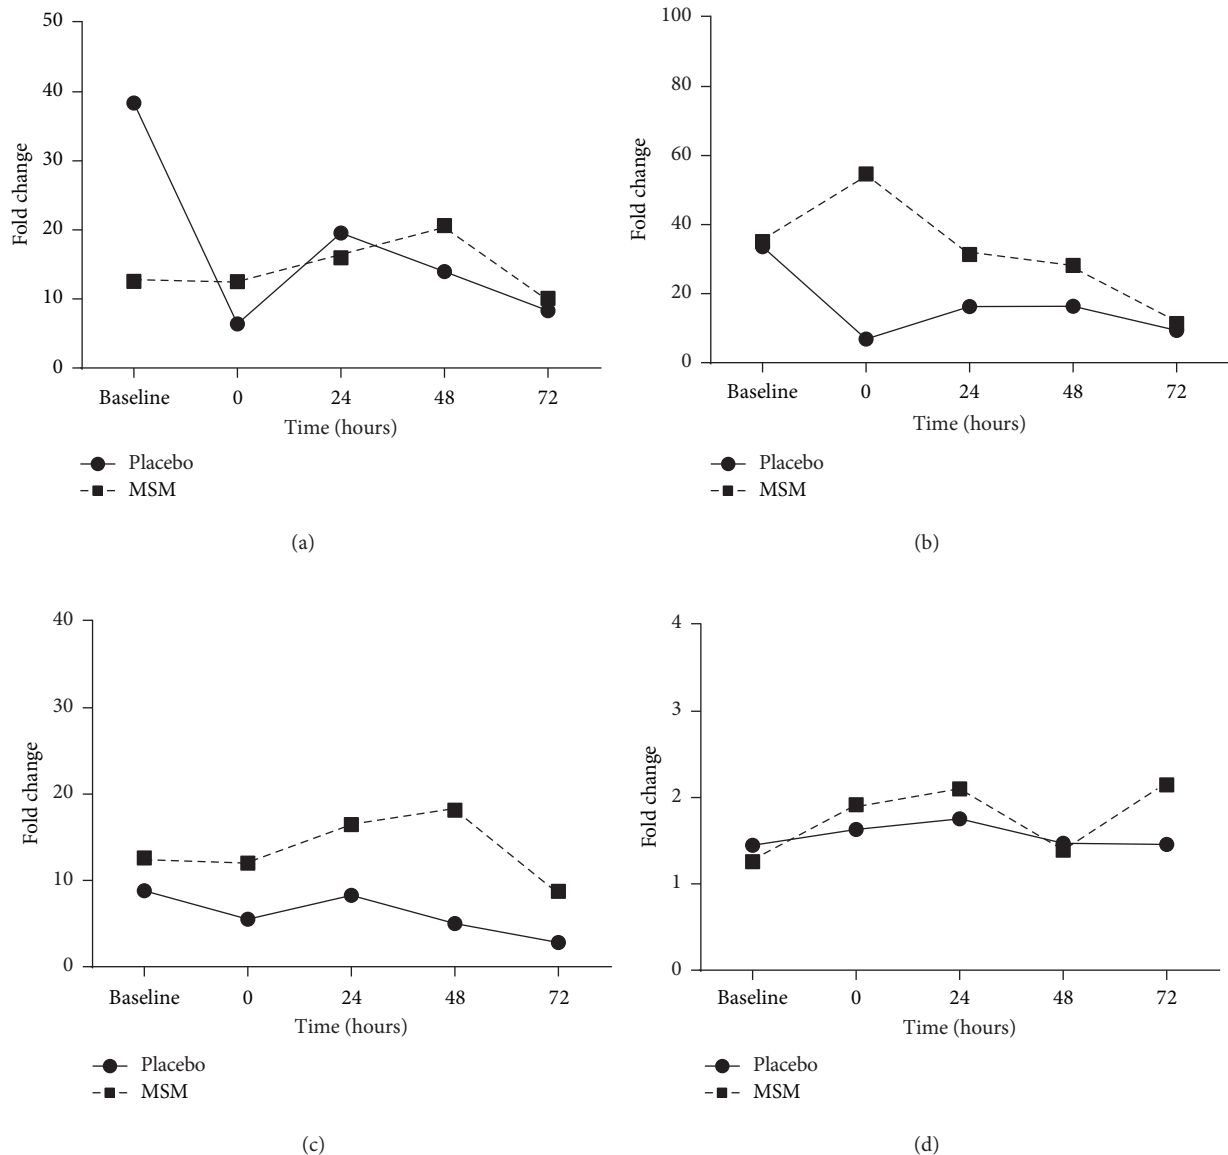 50
40
30
20
10
0
Fold change
Baseline 0 24 48 72
Time (hours)
Placebo
MSM
(a)
100
80
60
40
20
0
Fold change
Baseline 0 24 48 72
Time (hours)
Placebo
MSM
(b)
40
30
20
10
0
Fold change
Baseline 0 24 48 72
Time (hours)
Placebo
MSM
(c)
4
3
2
1
0
Fold change
Baseline 0 24 48 72
Time (hours)
Placebo
MSM
(d)